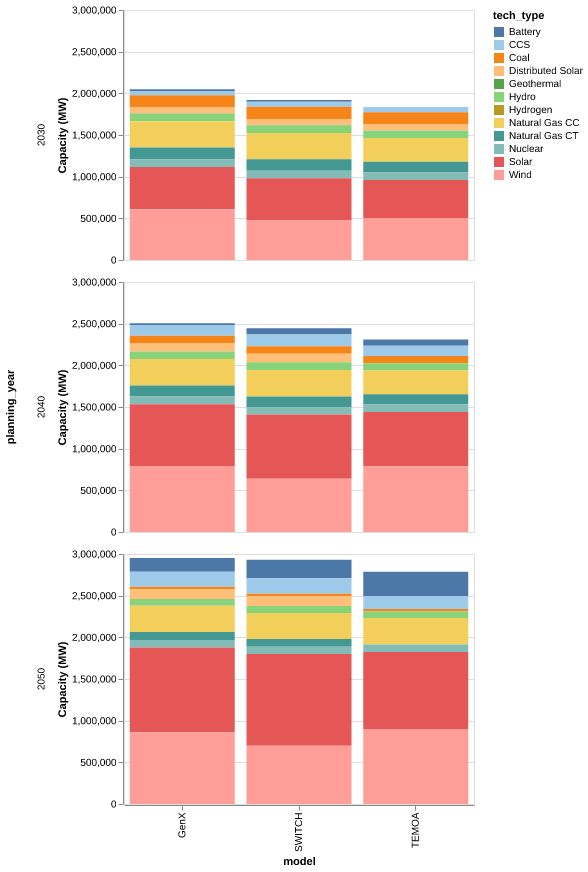 tech_type
Battery
CCS
Coal
Distributed Solar
Geothermal
Hydro
Hydrogen
Natural Gas CC
Natural Gas CT
Nuclear
Solar
Wind
planning_year
2030
Capacity (MW)
3,000,000
2,500,000
2,000,000
1,500,000
1,000,000
500,000
0
2040
Capacity (MW)
3,000,000
2,500,000
2,000,000
1,500,000
1,000,000
500,000
0
2050
Capacity (MW)
3,000,000
2,500,000
2,000,000
1,500,000
1,000,000
500,000
0
GenX
SWITCH
TEMOA
model